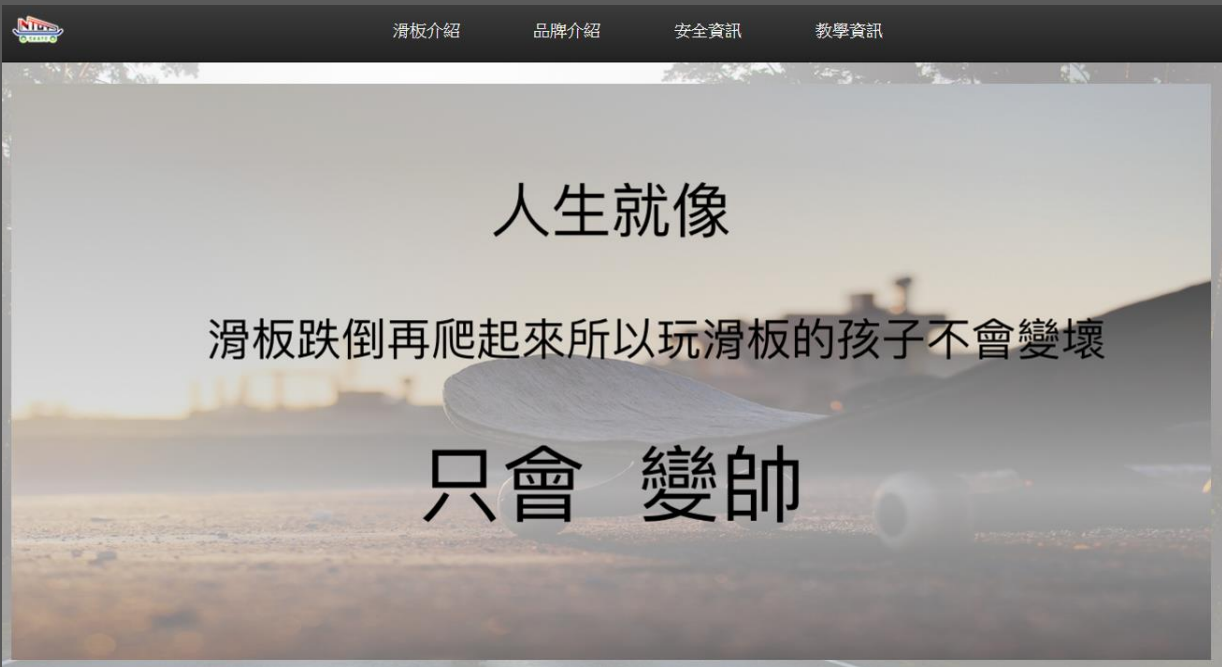 滑板介紹 品牌介紹 安全資訊 教學資訊
人生就像
滑板跌倒再爬起來所以玩滑板的孩子不會變壞
只會 變帥